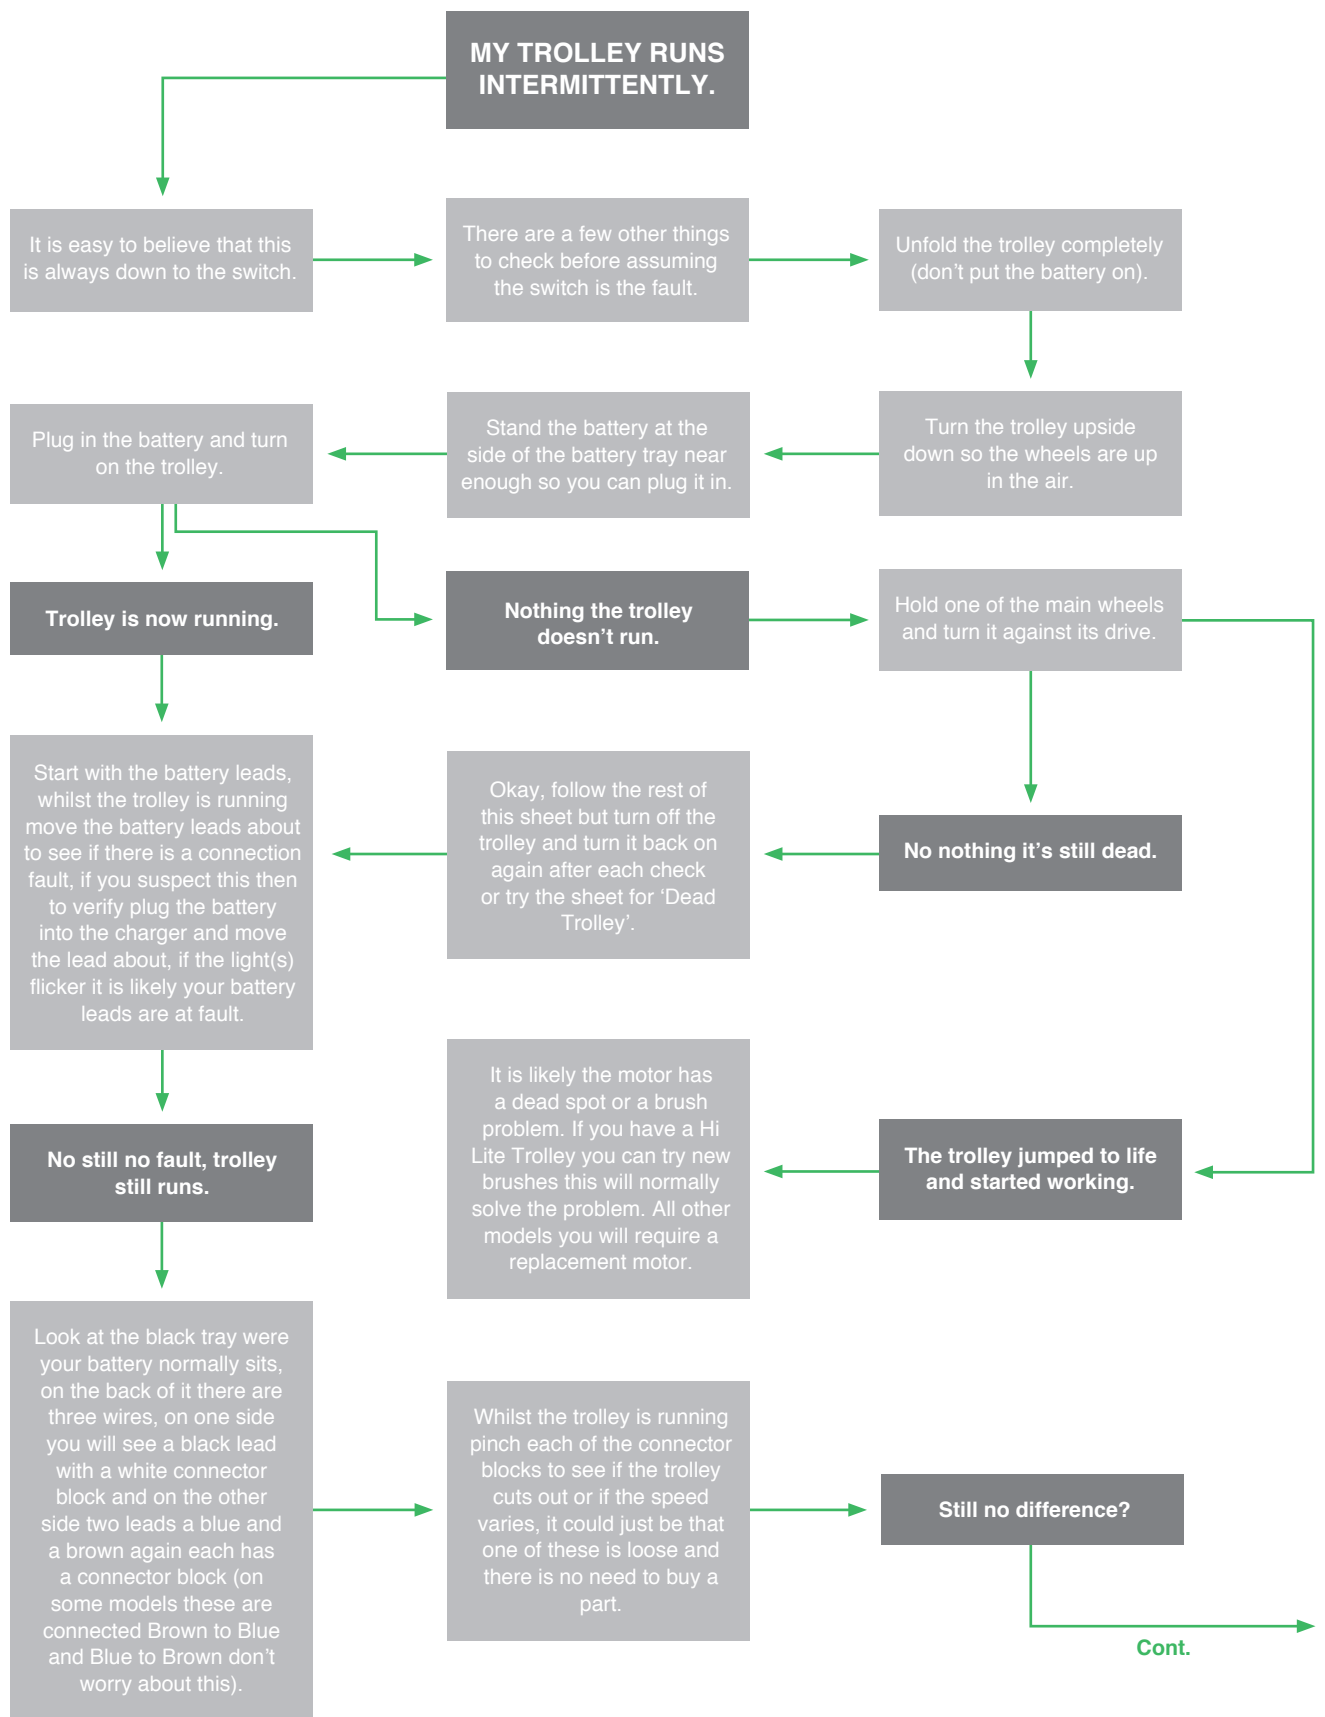 MY TROLLEY RUNS
INTERMITTENTLY.
It is easy to believe that this
is always down to the switch.
There are a few other things
to check before assuming
the switch is the fault.
Unfold the trolley completely
(don’t put the battery on).
Turn the trolley upside
down so the wheels are up
in the air.
Stand the battery at the
side of the battery tray near
enough so you can plug it in.
Plug in the battery and turn
on the trolley.
Trolley is now running.
Nothing the trolley
doesn’t run.
Hold one of the main wheels
and turn it against its drive.
No nothing it’s still dead.
Okay, follow the rest of
this sheet but turn off the
trolley and turn it back on
again after each check
or try the sheet for ‘Dead
Trolley’.
Start with the battery leads,
whilst the trolley is running
move the battery leads about
to see if there is a connection
fault, if you suspect this then
to verify plug the battery
into the charger and move
the lead about, if the light(s)
flicker it is likely your battery
leads are at fault.
The trolley jumped to life
and started working.
It is likely the motor has
a dead spot or a brush
problem. If you have a Hi
Lite Trolley you can try new
brushes this will normally
solve the problem. All other
models you will require a
replacement motor.
No still no fault, trolley
still runs.
Look at the black tray were
your battery normally sits,
on the back of it there are
three wires, on one side
you will see a black lead
with a white connector
block and on the other
side two leads a blue and
a brown again each has
a connector block (on
some models these are
connected Brown to Blue
and Blue to Brown don’t
worry about this).
Whilst the trolley is running
pinch each of the connector
blocks to see if the trolley
cuts out or if the speed
varies, it could just be that
one of these is loose and
there is no need to buy a
part.
Still no difference?
Cont.